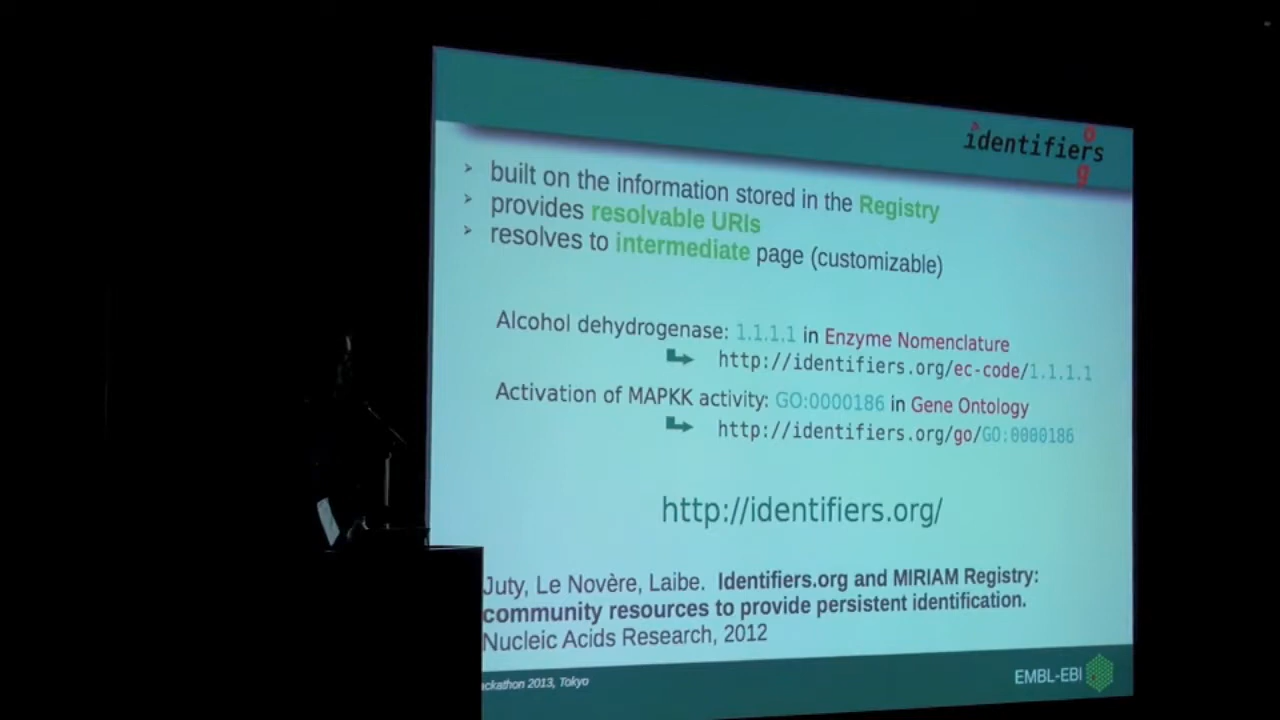 identifiers
org
➢ built on the information stored in the Registry
➢ provides resolvable URIs
➢ resolves to intermediate page (customizable)
Alcohol dehydrogenase: 1.1.1.1 in Enzyme Nomenclature
http://identifiers.org/ec-code/1.1.1.1
Activation of MAPKK activity: GO:0000186 in Gene Ontology
http://identifiers.org/go/GO:0000186
http://identifiers.org/
Juty, Le Novère, Laibe. Identifiers.org and MIRIAM Registry:
community resources to provide persistent identification.
Nucleic Acids Research, 2012
ackathon 2013, Tokyo
EMBL-EBI